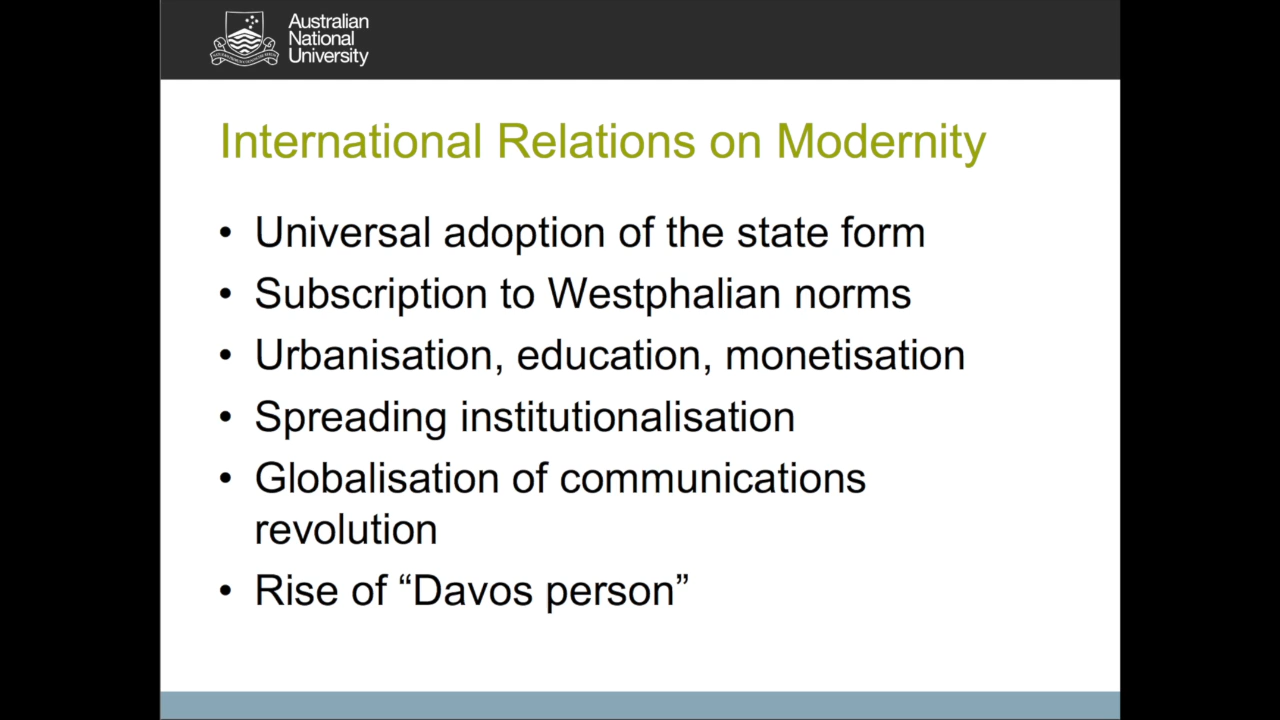 Australian
National
University
International Relations on Modernity
• Universal adoption of the state form
• Subscription to Westphalian norms
• Urbanisation, education, monetisation
• Spreading institutionalisation
• Globalisation of communications
revolution
• Rise of “Davos person”